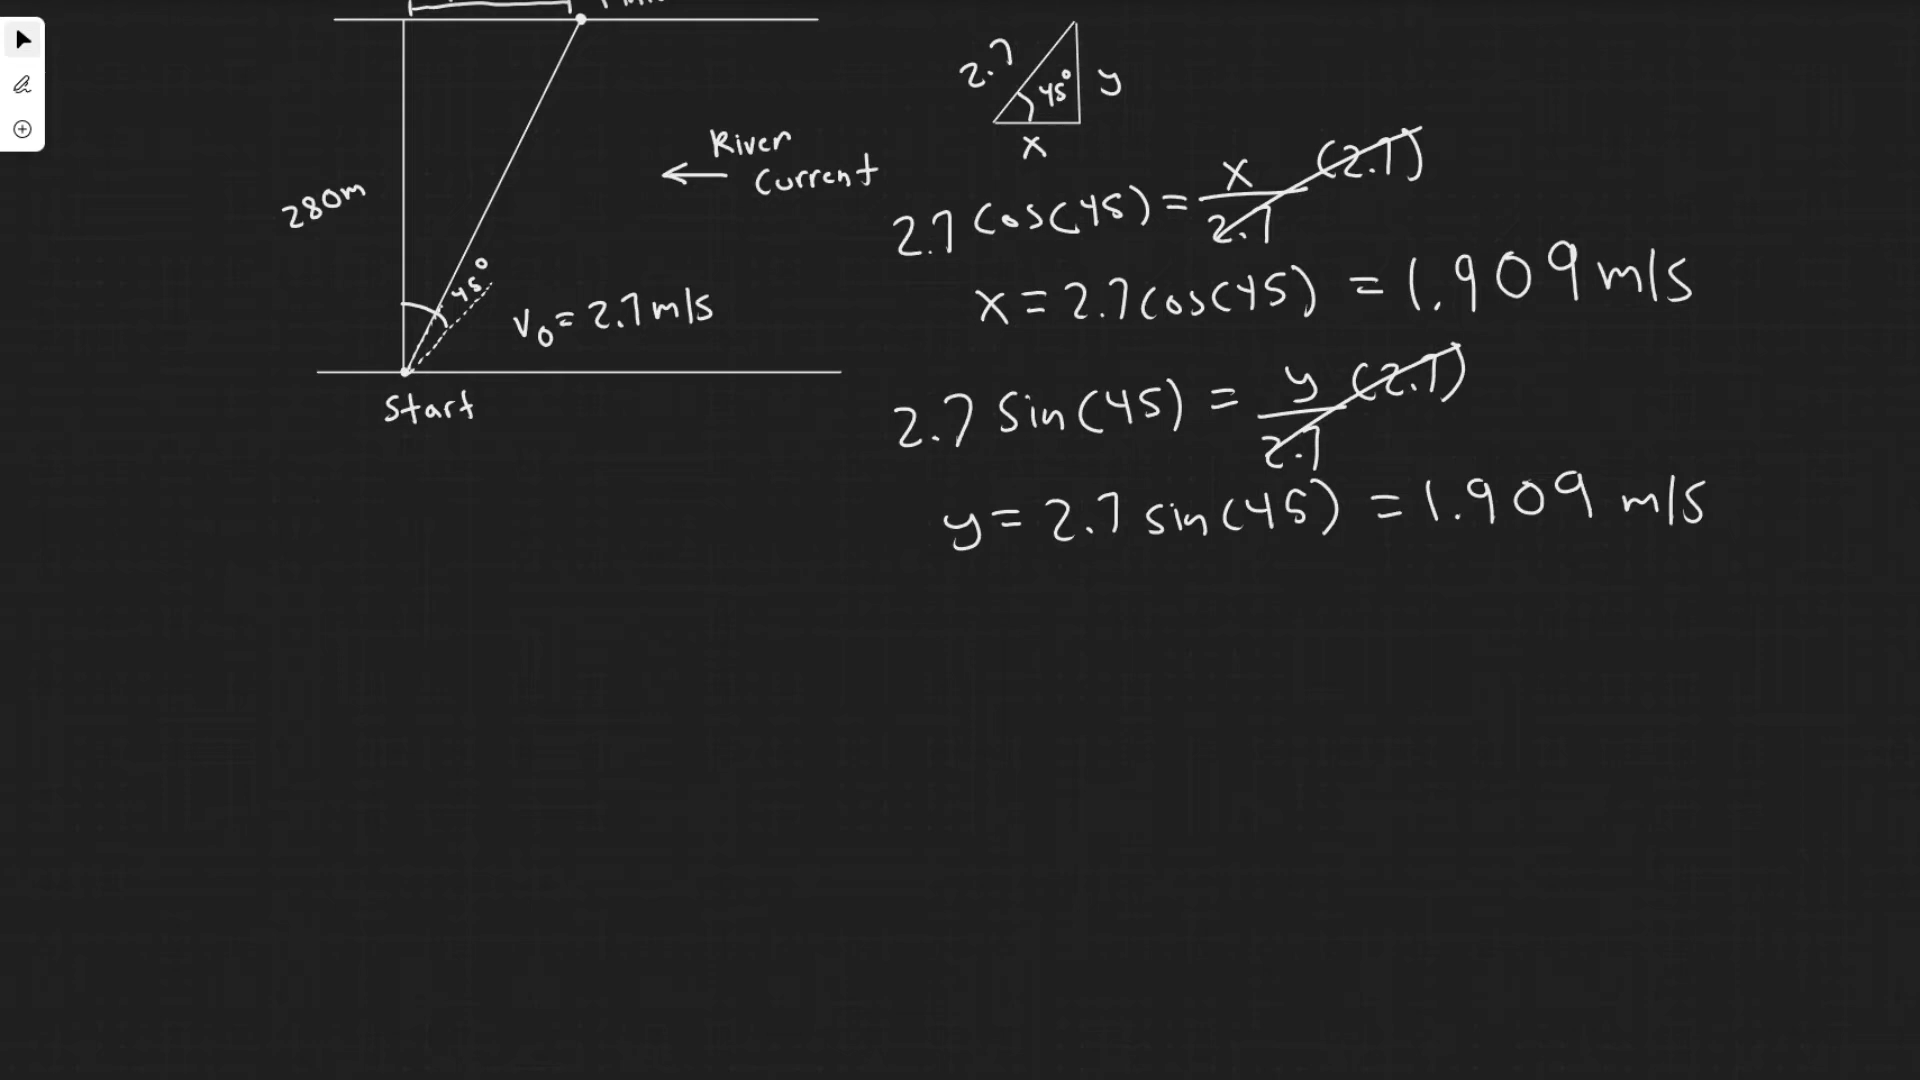 280m
45°
V₀ = 2.7 m/s
Start
River
Current
2.7
45°
y
x
2.7 cos(45) = x/2.7 (2.7)
x = 2.7 cos(45) = 1.909 m/s
2.7 Sin(45) = y/2.7 (2.7)
y = 2.7 sin(45) = 1.909 m/s